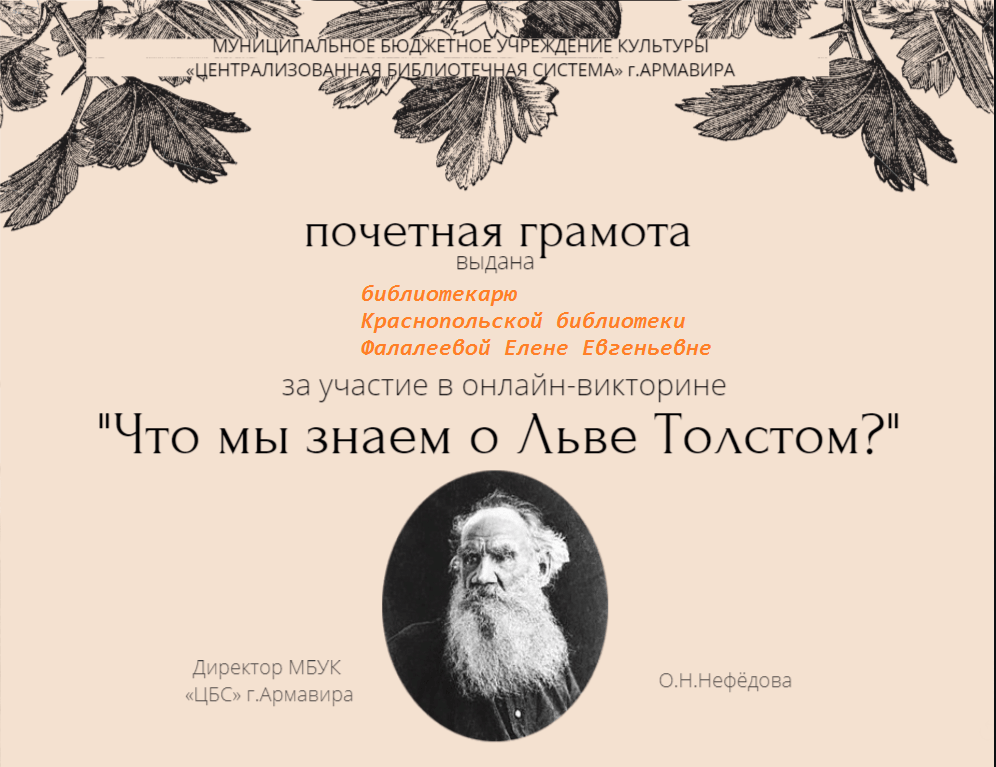 МУНИЦИПАЛЬНОЕ БЮДЖЕТНОЕ УЧРЕЖДЕНИЕ КУЛЬТУРЫ
«ЦЕНТРАЛИЗОВАННАЯ БИБЛИОТЕЧНАЯ СИСТЕМА» г.АРМАВИРА
почетная грамота
выдана
библиотекарю
Краснопольской библиотеки
Фалалеевой Елене Евгеньевне
за участие в онлайн-викторине
"Что мы знаем о Льве Толстом?"
Директор МБУК
«ЦБС» г.Армавира
О.Н.Нефёдова